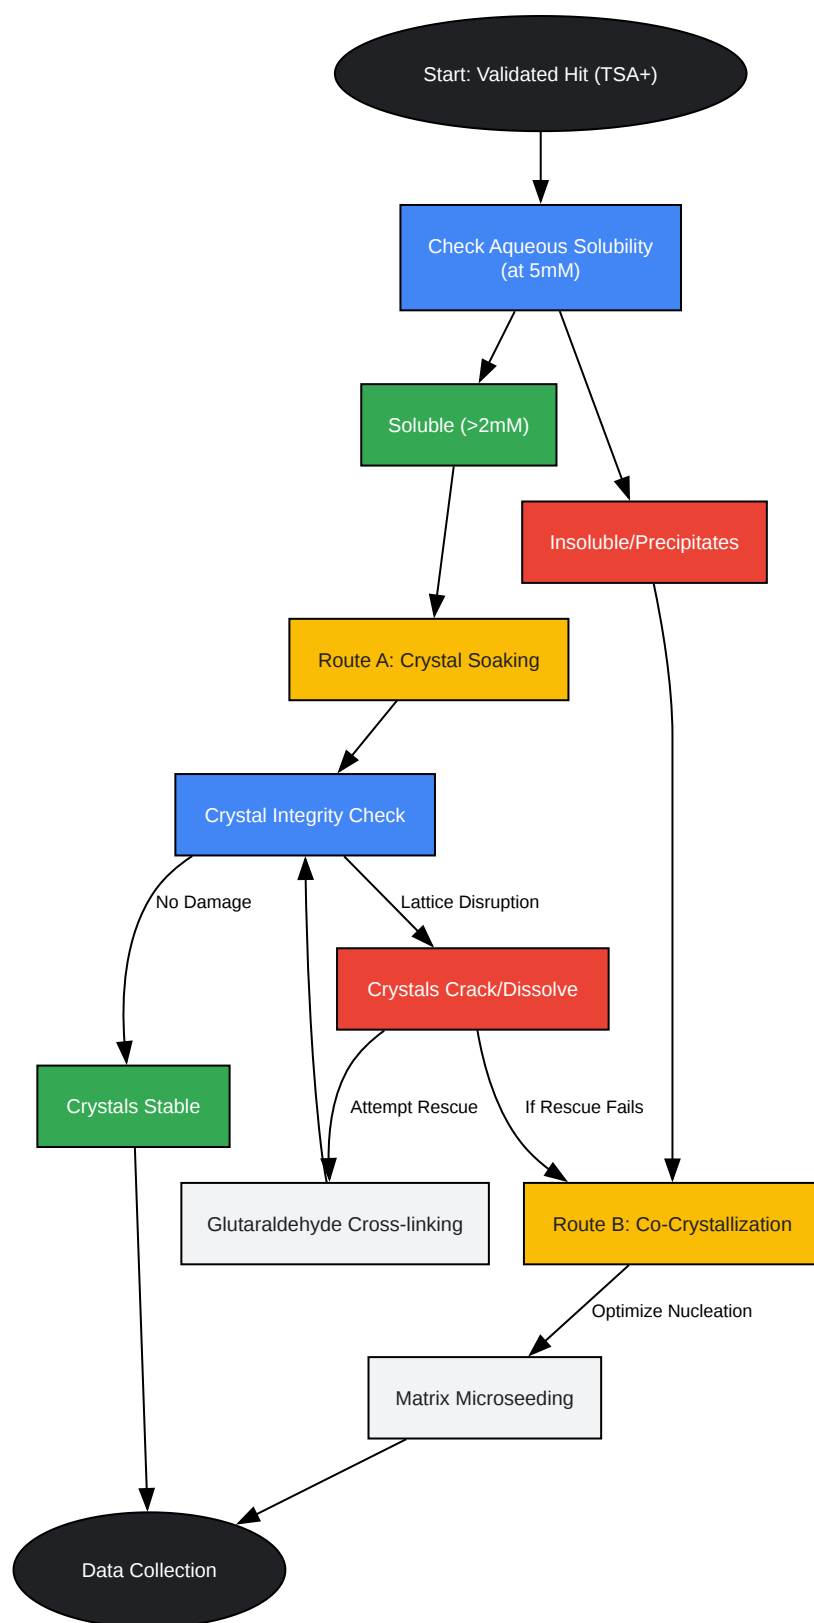 Start: Validated Hit (TSA+)
Check Aqueous Solubility
(at 5mM)
Soluble (>2mM)
Insoluble/Precipitates
Route A: Crystal Soaking
Crystal Integrity Check
No Damage
Lattice Disruption
Crystals Crack/Dissolve
Crystals Stable
Attempt Rescue
If Rescue Fails
Glutaraldehyde Cross-linking
Route B: Co-Crystallization
Optimize Nucleation
Matrix Microseeding
Data Collection